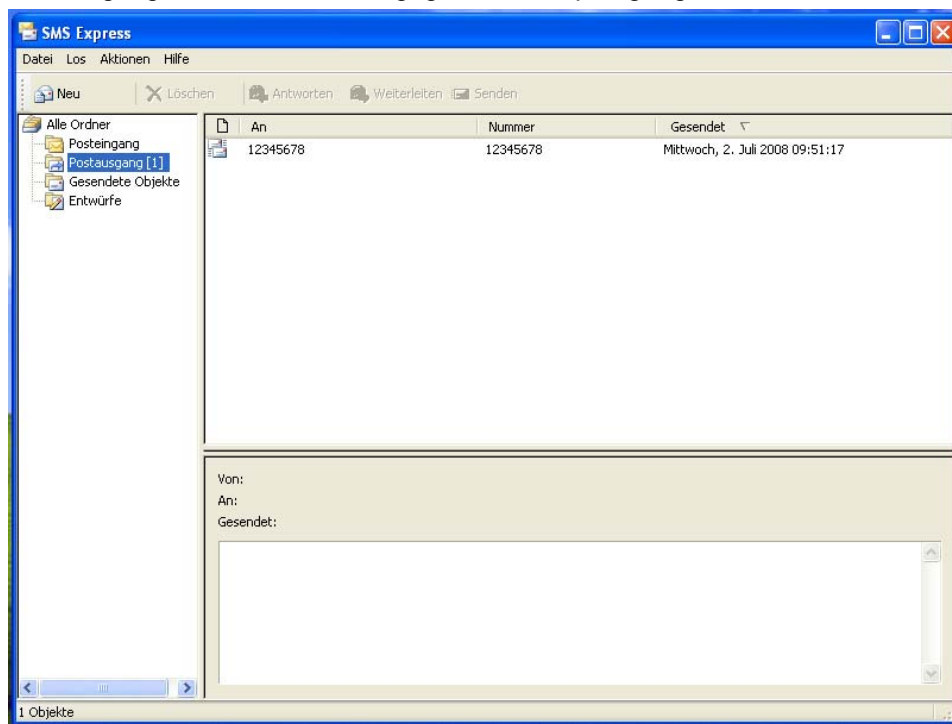 SMS Express
Datei Los Aktionen Hilfe
Neu Löschen Antworten Weiterleiten Senden
Alle Ordner
Posteingang
Postausgang [1]
Gesendete Objekte
Entwürfe
An Nummer Gesendet
12345678 12345678 Mittwoch, 2. Juli 2008 09:51:17
Von:
An:
Gesendet:
1 Objekte